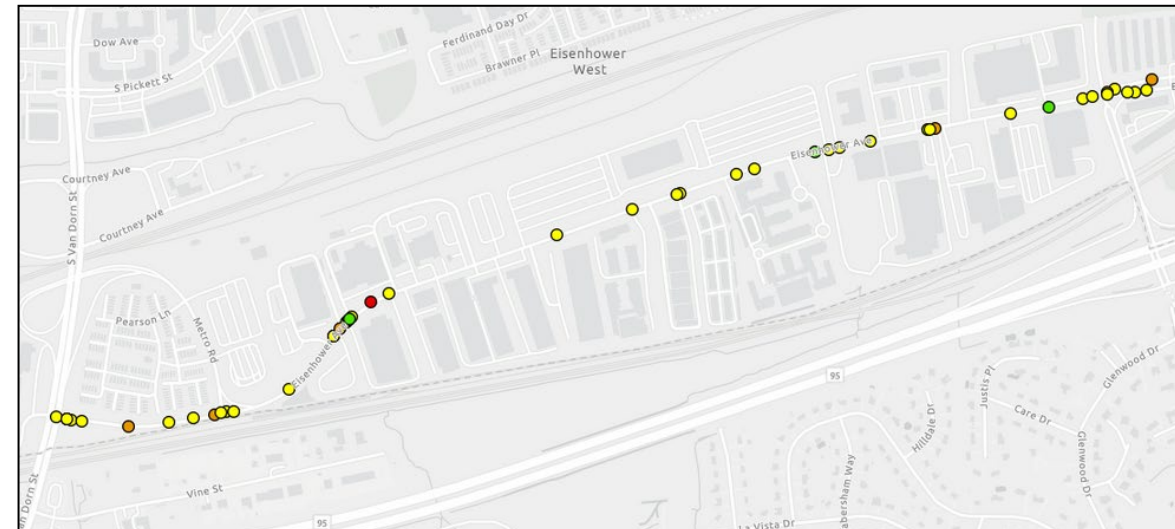 Ferdinand Day Dr
Dow Ave
Eisenhower
West
Brawner Pl
S Pickett St
Eisenhower Ave
Courtney Ave
S Van Dorn St
Courtney Ave
Pearson Ln
Metro Rd
Eisenhower
95
Glenwood Dr
Justis Pl
Hilldale Dr
Care Dr
Glenwood Dr
Vine St
95
La Vista Dr